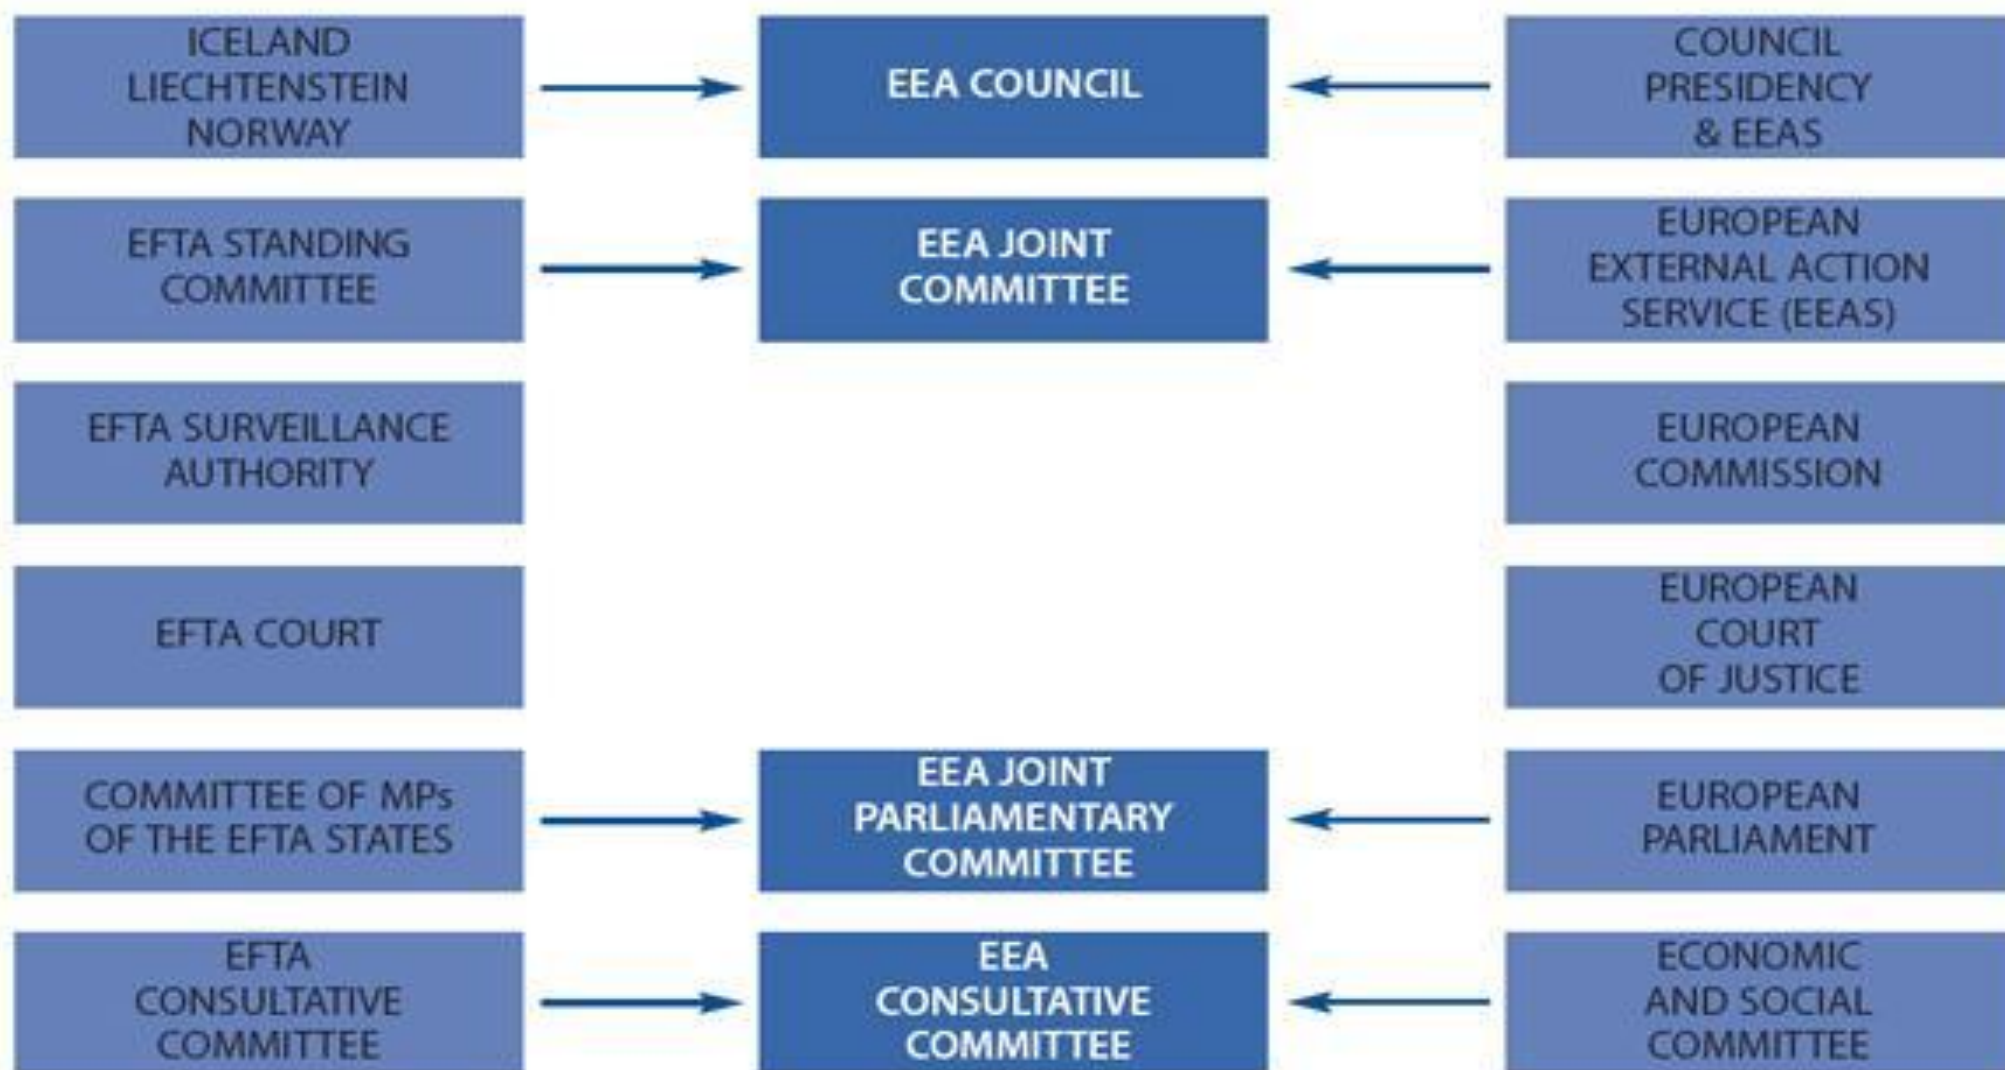 ICELAND
LIECHTENSTEIN
NORWAY
EEA COUNCIL
COUNCIL
PRESIDENCY
& EEAS
EFTA STANDING
COMMITTEE
EEA JOINT
COMMITTEE
EUROPEAN
EXTERNAL ACTION
SERVICE (EEAS)
EFTA SURVEILLANCE
AUTHORITY
EUROPEAN
COMMISSION
EFTA COURT
EUROPEAN
COURT
OF JUSTICE
COMMITTEE OF MPs
OF THE EFTA STATES
EEA JOINT
PARLIAMENTARY
COMMITTEE
EUROPEAN
PARLIAMENT
EFTA
CONSULTATIVE
COMMITTEE
EEA
CONSULTATIVE
COMMITTEE
ECONOMIC
AND SOCIAL
COMMITTEE